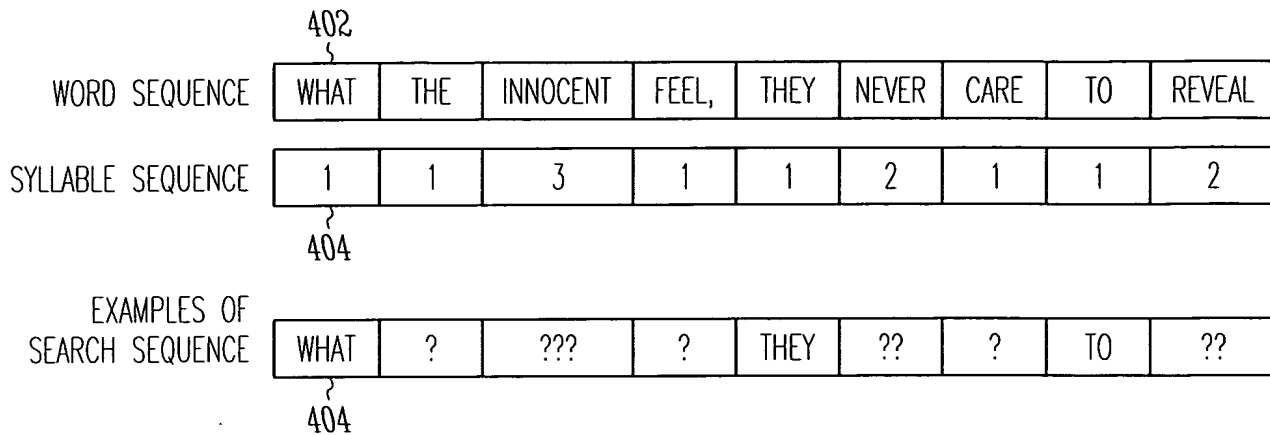 402
WORD SEQUENCE WHAT THE INNOCENT FEEL, THEY NEVER CARE TO REVEAL
SYLLABLE SEQUENCE 1 1 3 1 1 2 1 1 2
404
EXAMPLES OF
SEARCH SEQUENCE WHAT ? ??? ? THEY ?? ? TO ??
404